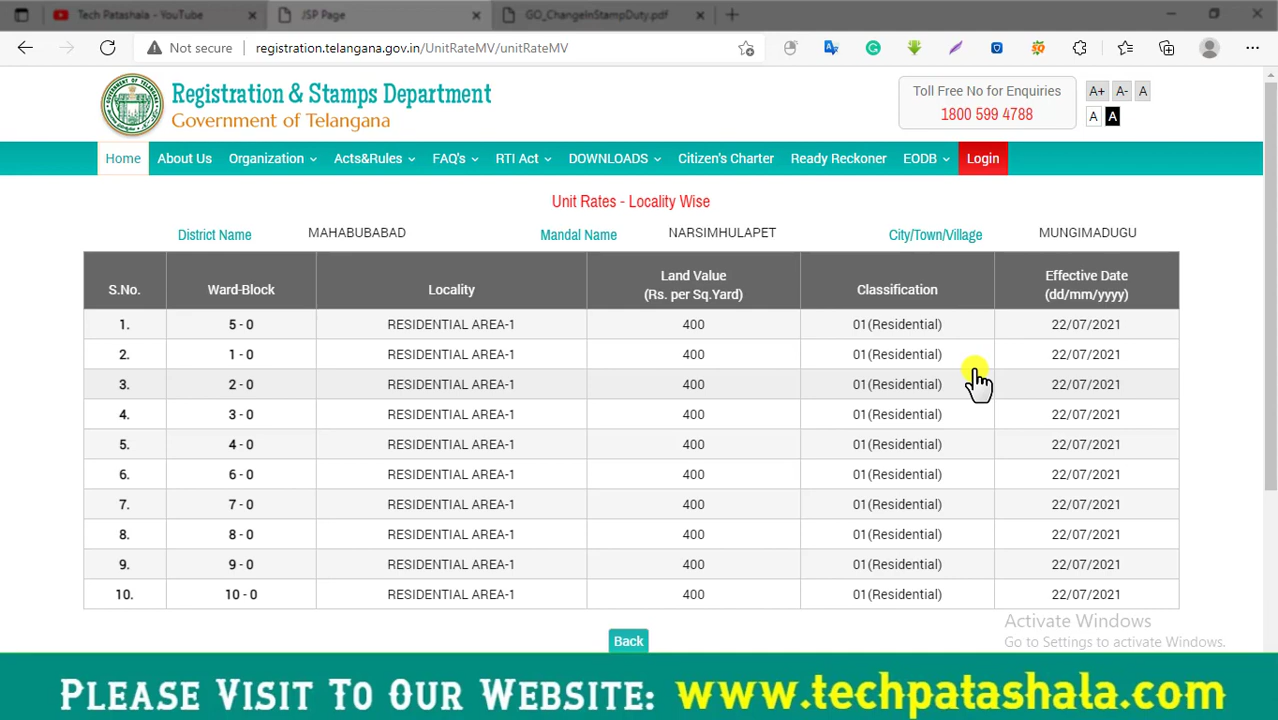 Tech Patashala - YouTube
JSP Page
GO_ChangeInStampDuty.pdf
Not secure registration.telangana.gov.in/UnitRateMV/unitRateMV
Registration & Stamps Department
Government of Telangana
Toll Free No for Enquiries
1800 599 4788
A+ A- A
A A
Home About Us Organization Acts&Rules FAQ's RTI Act DOWNLOADS Citizen's Charter Ready Reckoner EODB Login
Unit Rates - Locality Wise
District Name MAHABUBABAD Mandal Name NARSIMHULAPET City/Town/Village MUNGIMADUGU
S.No. Ward-Block Locality Land Value (Rs. per Sq.Yard) Classification Effective Date (dd/mm/yyyy)
1. 5 - 0 RESIDENTIAL AREA-1 400 01(Residential) 22/07/2021
2. 1 - 0 RESIDENTIAL AREA-1 400 01(Residential) 22/07/2021
3. 2 - 0 RESIDENTIAL AREA-1 400 01(Residential) 22/07/2021
4. 3 - 0 RESIDENTIAL AREA-1 400 01(Residential) 22/07/2021
5. 4 - 0 RESIDENTIAL AREA-1 400 01(Residential) 22/07/2021
6. 6 - 0 RESIDENTIAL AREA-1 400 01(Residential) 22/07/2021
7. 7 - 0 RESIDENTIAL AREA-1 400 01(Residential) 22/07/2021
8. 8 - 0 RESIDENTIAL AREA-1 400 01(Residential) 22/07/2021
9. 9 - 0 RESIDENTIAL AREA-1 400 01(Residential) 22/07/2021
10. 10 - 0 RESIDENTIAL AREA-1 400 01(Residential) 22/07/2021
Activate Windows
Go to Settings to activate Windows.
Back
PLEASE VISIT TO OUR WEBSITE: www.techpatashala.com